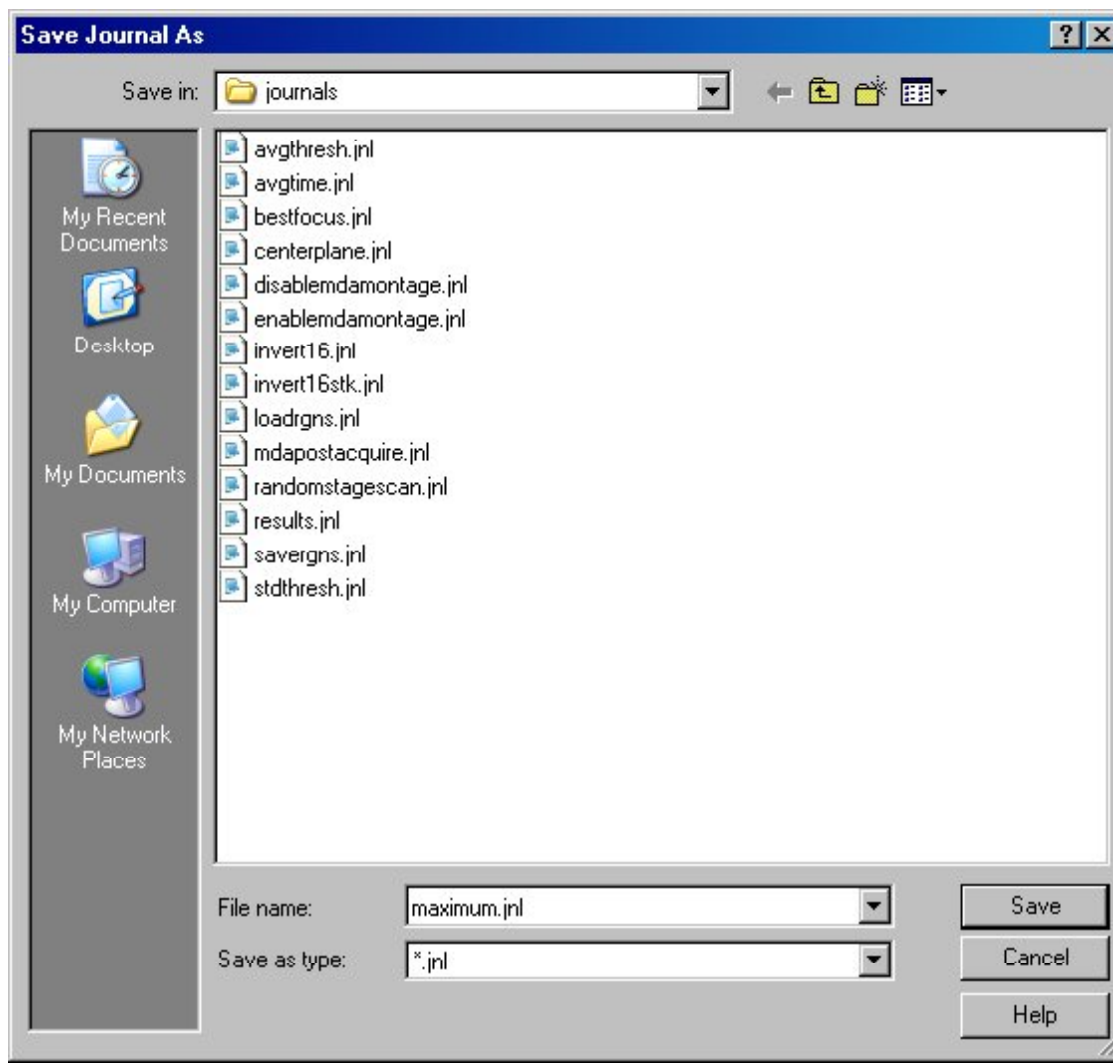 Save Journal As
?
Save in:
journals
My Recent
Documents
Desktop
My Documents
My Computer
My Network
Places
avgthresh.jnl
avgtime.jnl
bestfocus.jnl
centerplane.jnl
disablemdamontage.jnl
enablemdamontage.jnl
invert16.jnl
invert16stk.jnl
loadrgns.jnl
mdapostacquire.jnl
randomstagescan.jnl
results.jnl
savergns.jnl
stdthresh.jnl
File name:
maximum.jnl
Save
Save as type:
*.jnl
Cancel
Help